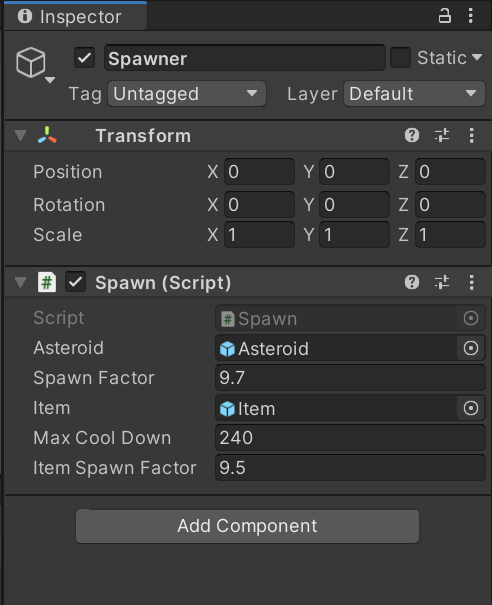 Inspector
Spawner Static
Tag Untagged Layer Default
Transform
Position X 0 Y 0 Z 0
Rotation X 0 Y 0 Z 0
Scale X 1 Y 1 Z 1
# Spawn (Script)
Script # Spawn
Asteroid Asteroid
Spawn Factor 9.7
Item Item
Max Cool Down 240
Item Spawn Factor 9.5
Add Component